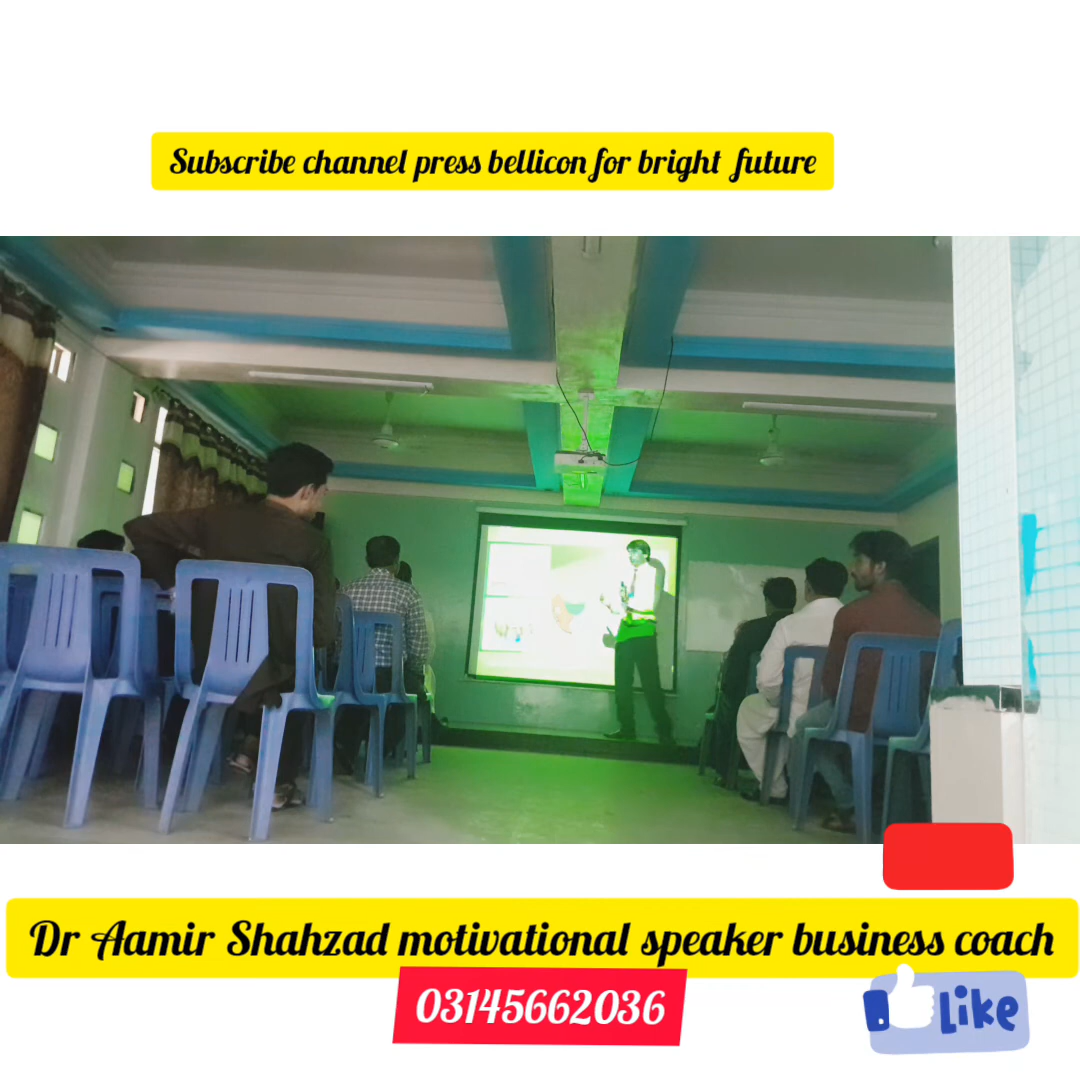 Subscribe channel press bellicon for bright future
Dr Aamir Shahzad motivational speaker business coach
03145662036
Like